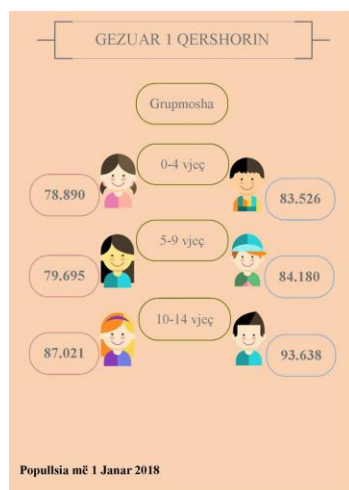 GEZUAR 1 QERSHORIN
Grupmosha
0-4 vjeç
78.890
83.526
5-9 vjeç
79.695
84.180
10-14 vjeç
87.021
93.638
Popullsia më 1 Janar 2018